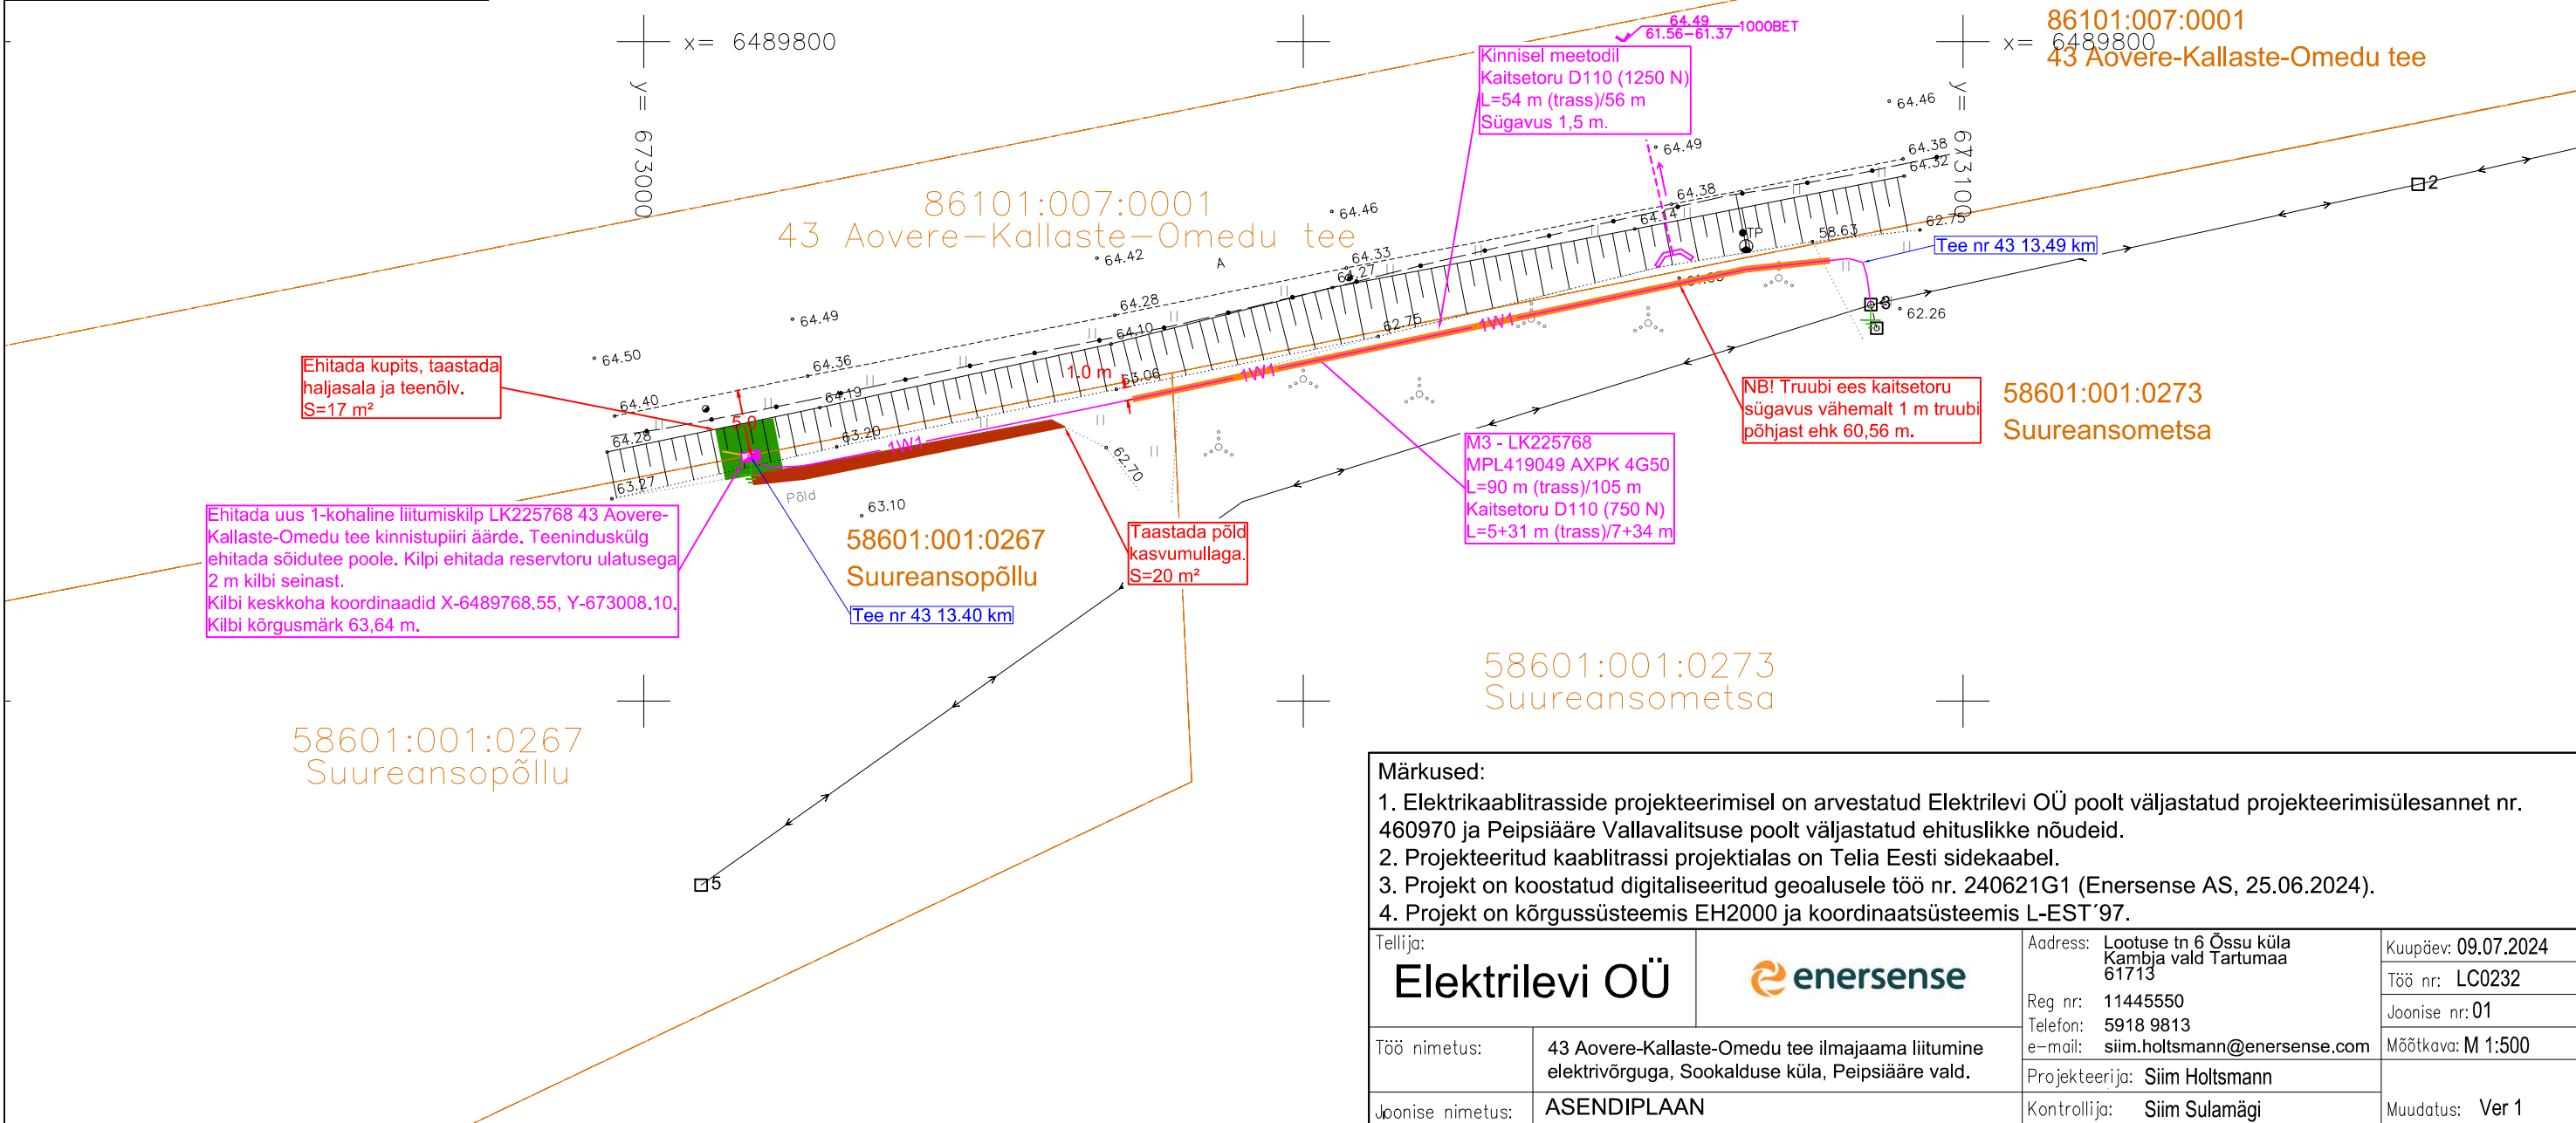 x= 6489800
y= 673000
64.49
61.56-61.37
1000BET
86101:007:0001
x= 6489800
43 Aovere-Kallaste-Omedu tee
y= 673100
Kinnisel meetodil
Kaitsetoru D110 (1250 N)
L=54 m (trass)/56 m
Sügavus 1,5 m.
64.46
64.49
64.38
64.32
2
86101:007:0001
43 Aovere-Kallaste-Omedu tee
64.46
64.38
64.14
TP
58.63
62.75
Tee nr 43 13.49 km
64.42
A
64.33
64.27
64.28
64.10
64.49
64.50
64.36
62.75
1W1
3
62.26
Ehitada kupits, taastada
haljasala ja teenõlv.
S=17 m²
1.0 m
63.06
1W1
64.19
64.40
5.0
64.28
63.20
1W1
63.27
Põld
62.70
63.10
NB! Truubi ees kaitsetoru
sügavus vähemalt 1 m truubi
põhjast ehk 60,56 m.
58601:001:0273
Suureansometsa
M3 - LK225768
MPL419049 AXPK 4G50
L=90 m (trass)/105 m
Kaitsetoru D110 (750 N)
L=5+31 m (trass)/7+34 m
Ehitada uus 1-kohaline liitumiskilp LK225768 43 Aovere-
Kallaste-Omedu tee kinnistupiiri äärde. Teeninduskülg
ehitada sõidutee poole. Kilpi ehitada reservtoru ulatusega
2 m kilbi seinast.
Kilbi keskkoha koordinaadid X-6489768.55, Y-673008.10.
Kilbi kõrgusmärk 63,64 m.
58601:001:0267
Suureansopõllu
Tee nr 43 13.40 km
Taastada põld
kasvumullaga.
S=20 m²
58601:001:0273
Suureansometsa
58601:001:0267
Suureansopõllu
5
Märkused:
1. Elektrikaablitrasside projekteerimisel on arvestatud Elektrilevi OÜ poolt väljastatud projekteerimisülesannet nr.
460970 ja Peipsiääre Vallavalitsuse poolt väljastatud ehituslikke nõudeid.
2. Projekteeritud kaablitrassi projektialas on Telia Eesti sidekaabel.
3. Projekt on koostatud digitaliseeritud geoalusele töö nr. 240621G1 (Enersense AS, 25.06.2024).
4. Projekt on kõrgussüsteemis EH2000 ja koordinaatsüsteemis L-EST´97.
Tellija:
Elektrilevi OÜ
enersense
Aadress: Lootuse tn 6 Õssu küla
Kambja vald Tartumaa
61713
Reg nr: 11445550
Telefon: 5918 9813
e-mail: siim.holtsmann@enersense.com
Kuupäev: 09.07.2024
Töö nr: LC0232
Joonise nr: 01
Mõõtkava: M 1:500
Töö nimetus:
43 Aovere-Kallaste-Omedu tee ilmajaama liitumine
elektrivõrguga, Sookalduse küla, Peipsiääre vald.
Projekteerija: Siim Holtsmann
Joonise nimetus: ASENDIPLAAN
Kontrollija: Siim Sulamägi
Muudatus: Ver 1